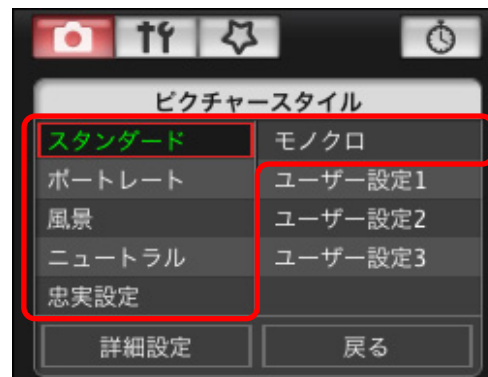 ピクチャースタイル
スタンダード
モノクロ
ポートレート
ユーザー設定1
風景
ユーザー設定2
ニュートラル
ユーザー設定3
忠実設定
詳細設定
戻る